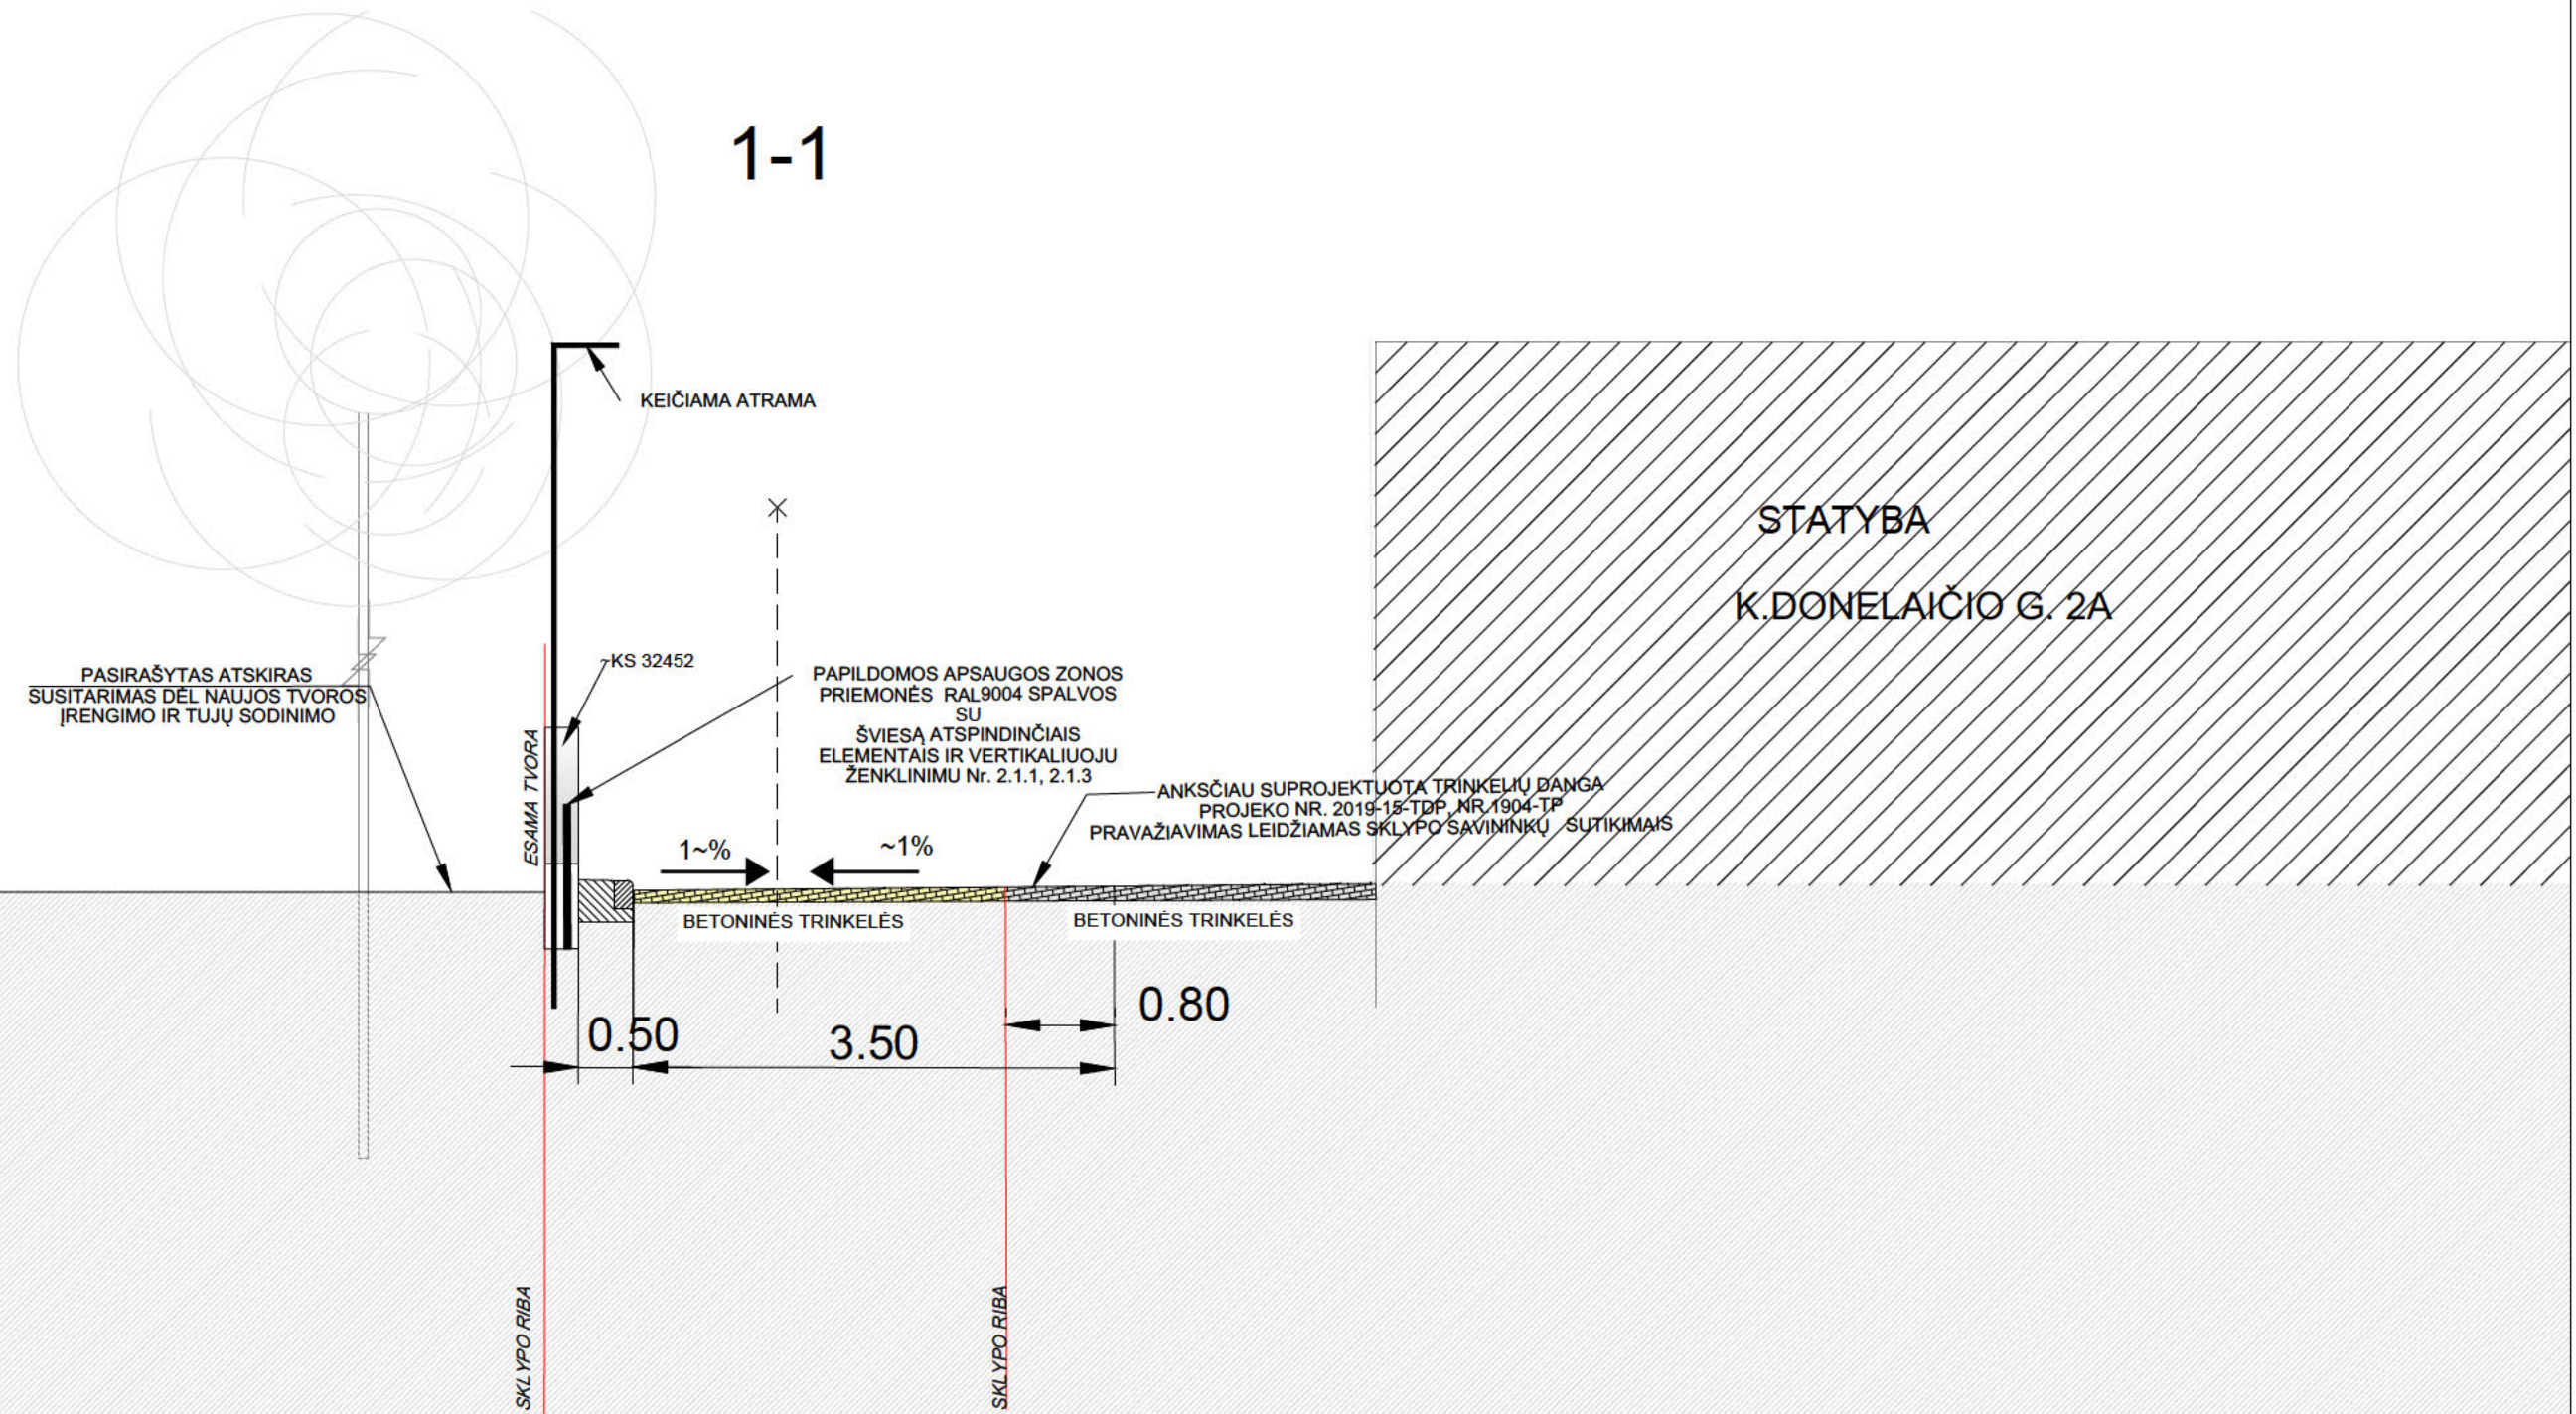 1-1
KEIČIAMA ATRAMA
STATYBA
K.DONELAIČIO G. 2A
KS 32452
PASIRAŠYTAS ATSKIRAS
SUSITARIMAS DĖL NAUJOS TVOROS
ĮRENGIMO IR TUJŲ SODINIMO
PAPILDOMOS APSAUGOS ZONOS
PRIEMONĖS RAL9004 SPALVOS
SU
ŠVIESĄ ATSPINDINČIAIS
ELEMENTAIS IR VERTIKALIUOJU
ŽENKLINIMU Nr. 2.1.1, 2.1.3
ESAMA TVORA
ANKSČIAU SUPROJEKTUOTA TRINKELIŲ DANGA
PROJEKO NR. 2019-15-TDP, NR.1904-TP
PRAVAŽIAVIMAS LEIDŽIAMAS SKLYPO SAVININKŲ SUTIKIMAIS
1~%
~1%
BETONINĖS TRINKELĖS
BETONINĖS TRINKELĖS
0.80
0.50
3.50
SKLYPO RIBA
SKLYPO RIBA